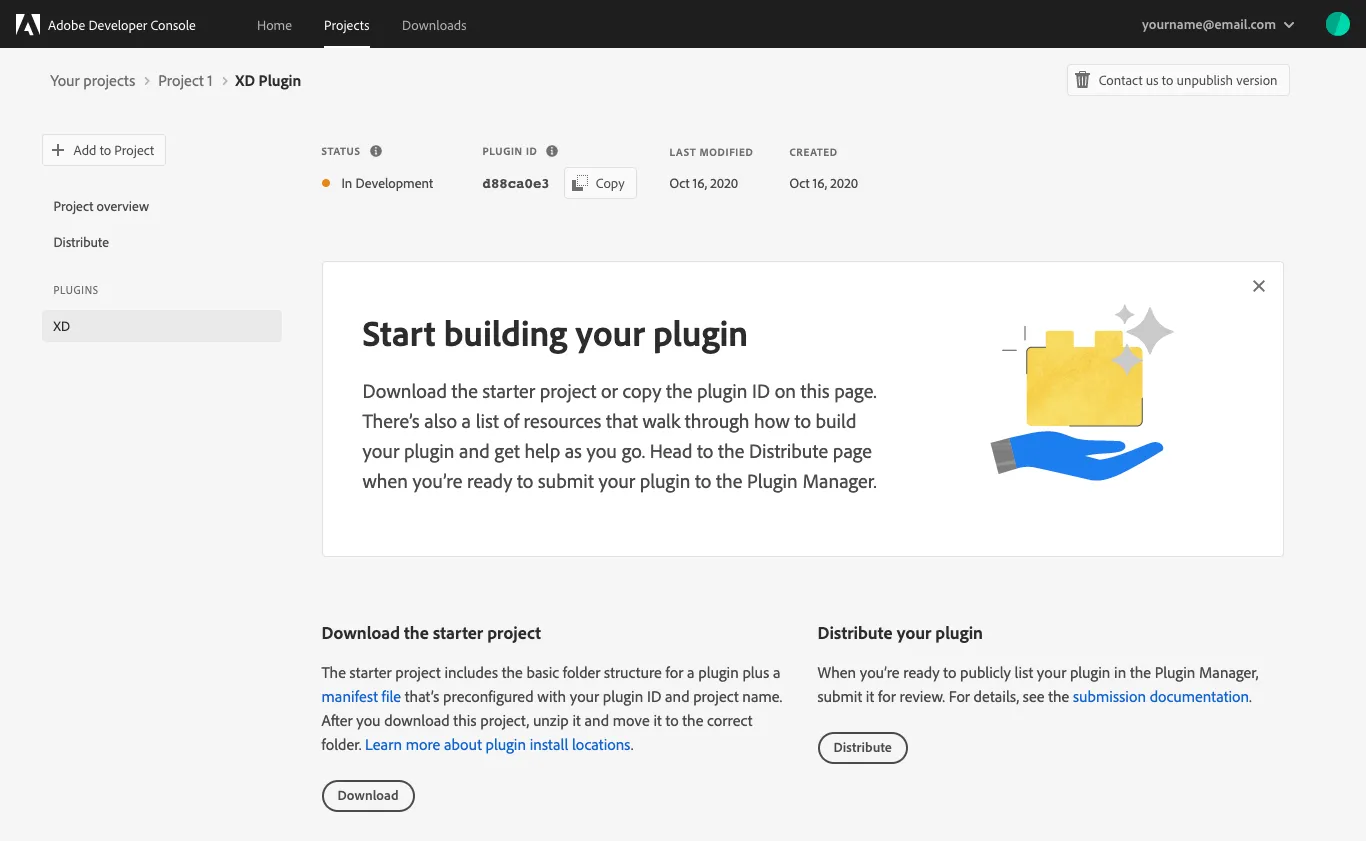 Adobe Developer Console Home Projects Downloads yourname@email.com
Your projects > Project 1 > XD Plugin
Contact us to unpublish version
+ Add to Project
Project overview
Distribute
PLUGINS
XD
STATUS PLUGIN ID LAST MODIFIED CREATED
In Development d88ca0e3 Copy Oct 16, 2020 Oct 16, 2020
Start building your plugin
Download the starter project or copy the plugin ID on this page.
There’s also a list of resources that walk through how to build
your plugin and get help as you go. Head to the Distribute page
when you’re ready to submit your plugin to the Plugin Manager.
Download the starter project
The starter project includes the basic folder structure for a plugin plus a
manifest file that’s preconfigured with your plugin ID and project name.
After you download this project, unzip it and move it to the correct
folder. Learn more about plugin install locations.
Download
Distribute your plugin
When you’re ready to publicly list your plugin in the Plugin Manager,
submit it for review. For details, see the submission documentation.
Distribute